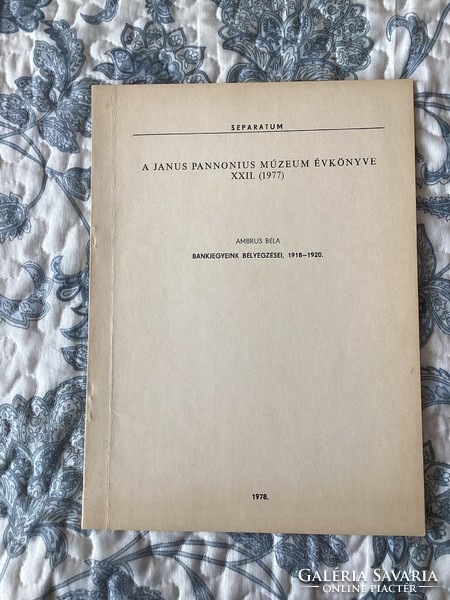 SEPARATUM
A JANUS PANNONIUS MÚZEUM ÉVKÖNYVE
XXII. (1977)
AMBRUS BÉLA
BANKJEGYEINK BÉLYEGZÉSEI, 1918—1920.
1978.
GALÉRIA SAVARIA
ONLINE PIACTÉR